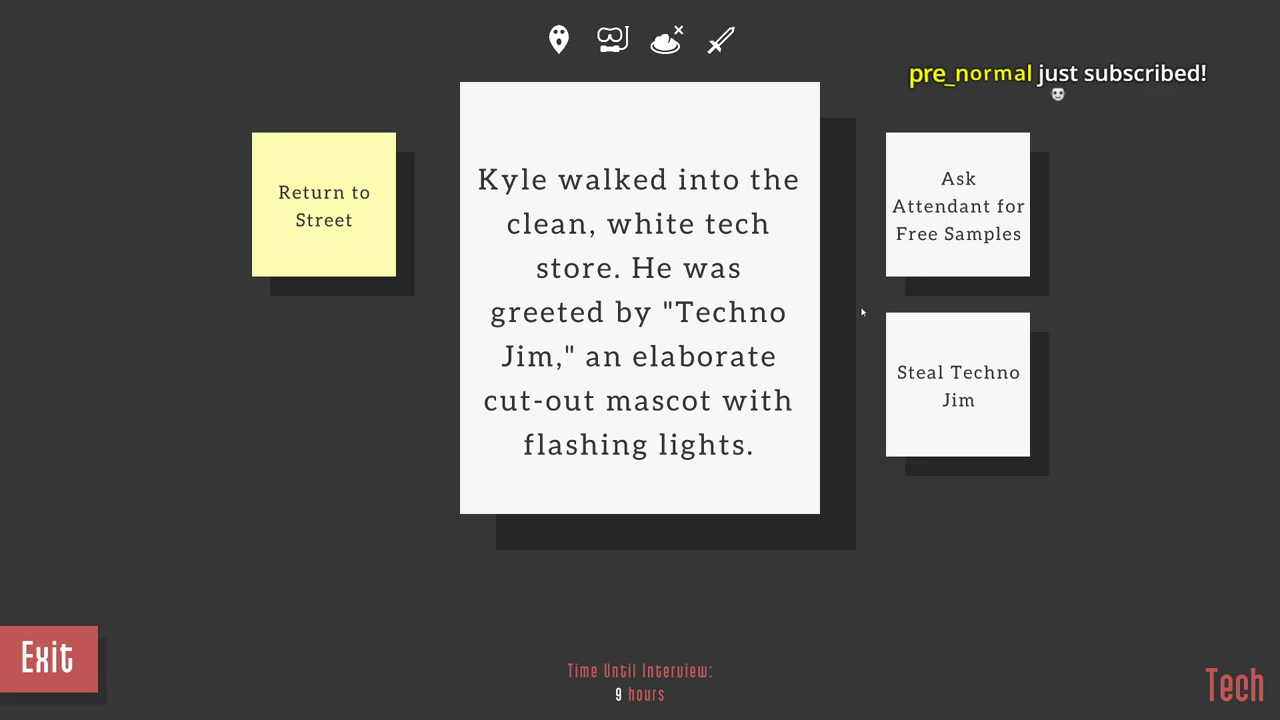 pre_normal just subscribed!
Return to
Street
Kyle walked into the
clean, white tech
store. He was
greeted by "Techno
Jim," an elaborate
cut-out mascot with
flashing lights.
Ask
Attendant for
Free Samples
Steal Techno
Jim
Exit
Time Until Interview:
9 hours
Tech